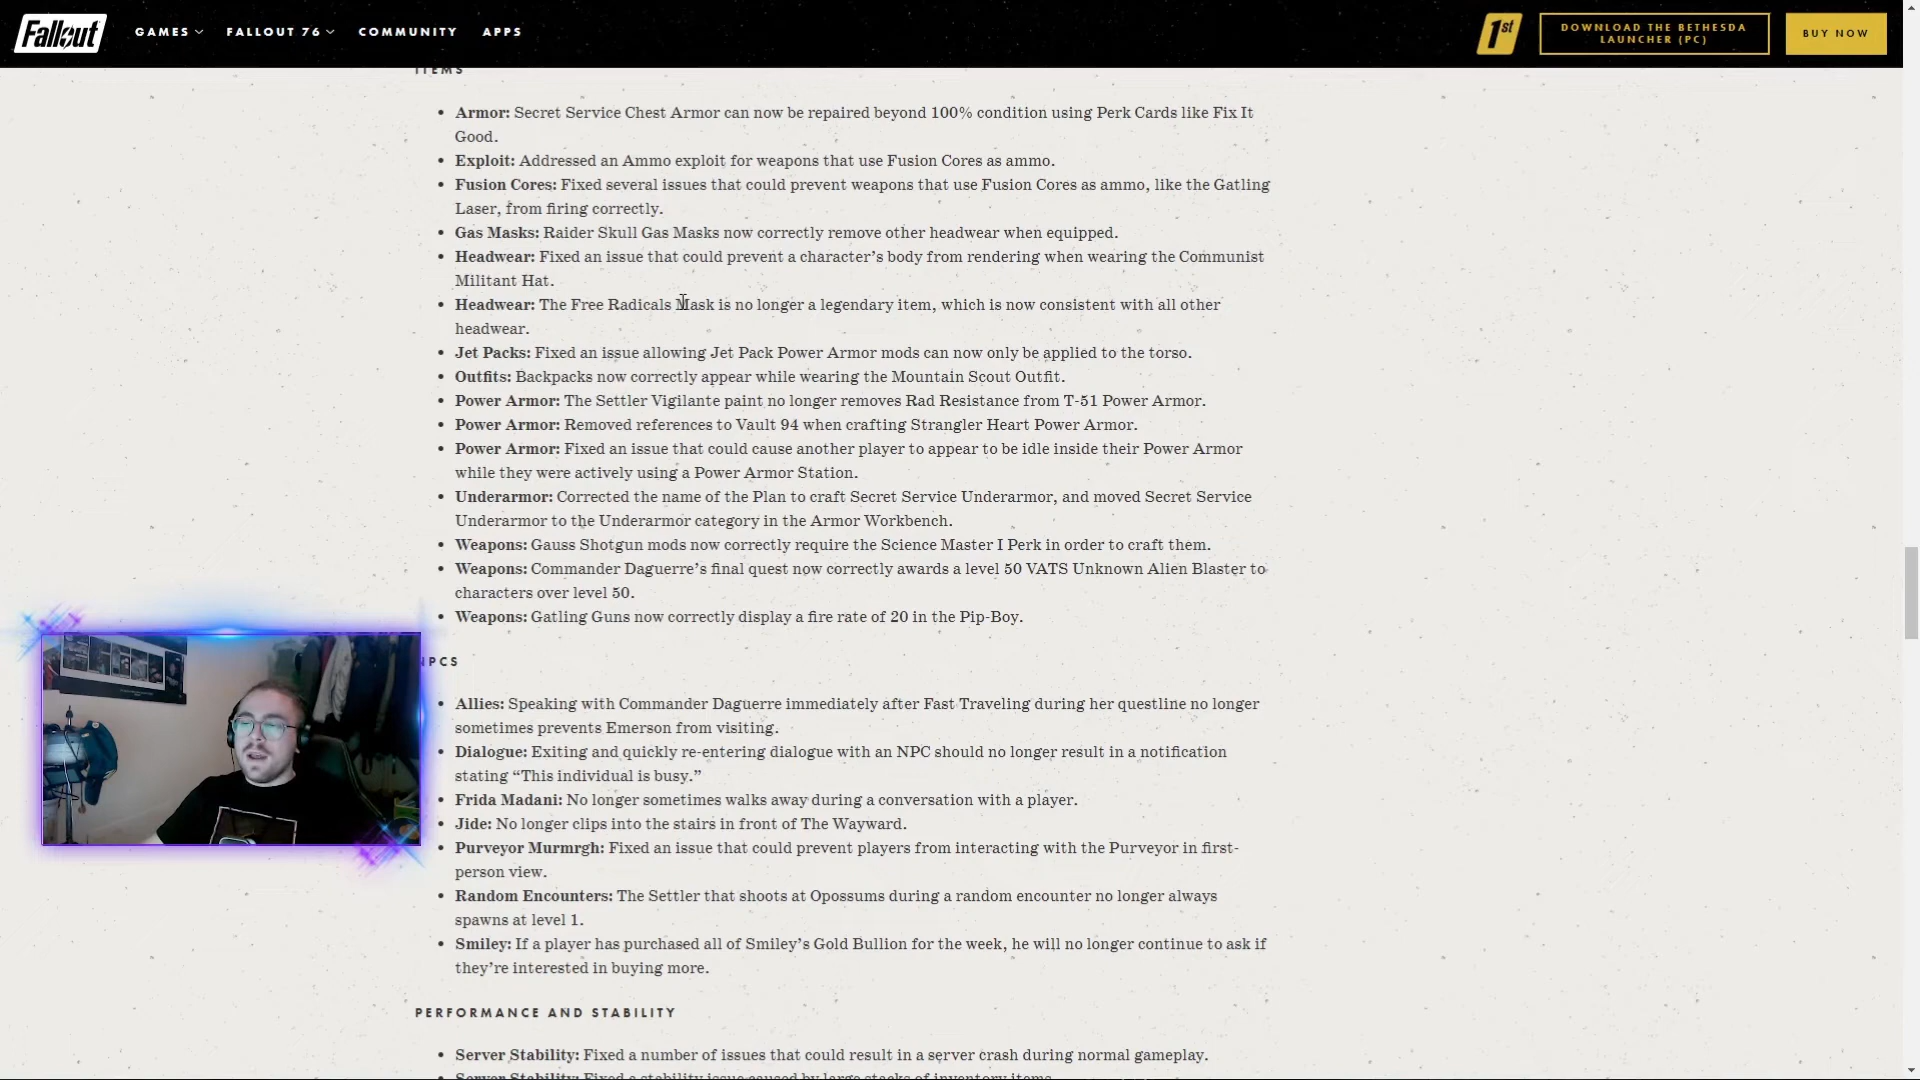 Fallout
GAMES
FALLOUT 76
COMMUNITY
APPS
1st
DOWNLOAD THE BETHESDA
LAUNCHER (PC)
BUY NOW
ITEMS
• Armor: Secret Service Chest Armor can now be repaired beyond 100% condition using Perk Cards like Fix It
Good.
• Exploit: Addressed an Ammo exploit for weapons that use Fusion Cores as ammo.
• Fusion Cores: Fixed several issues that could prevent weapons that use Fusion Cores as ammo, like the Gatling
Laser, from firing correctly.
• Gas Masks: Raider Skull Gas Masks now correctly remove other headwear when equipped.
• Headwear: Fixed an issue that could prevent a character’s body from rendering when wearing the Communist
Militant Hat.
• Headwear: The Free Radicals Mask is no longer a legendary item, which is now consistent with all other
headwear.
• Jet Packs: Fixed an issue allowing Jet Pack Power Armor mods can now only be applied to the torso.
• Outfits: Backpacks now correctly appear while wearing the Mountain Scout Outfit.
• Power Armor: The Settler Vigilante paint no longer removes Rad Resistance from T-51 Power Armor.
• Power Armor: Removed references to Vault 94 when crafting Strangler Heart Power Armor.
• Power Armor: Fixed an issue that could cause another player to appear to be idle inside their Power Armor
while they were actively using a Power Armor Station.
• Underarmor: Corrected the name of the Plan to craft Secret Service Underarmor, and moved Secret Service
Underarmor to the Underarmor category in the Armor Workbench.
• Weapons: Gauss Shotgun mods now correctly require the Science Master I Perk in order to craft them.
• Weapons: Commander Daguerre’s final quest now correctly awards a level 50 VATS Unknown Alien Blaster to
characters over level 50.
• Weapons: Gatling Guns now correctly display a fire rate of 20 in the Pip-Boy.
NPCS
• Allies: Speaking with Commander Daguerre immediately after Fast Traveling during her questline no longer
sometimes prevents Emerson from visiting.
• Dialogue: Exiting and quickly re-entering dialogue with an NPC should no longer result in a notification
stating “This individual is busy.”
• Frida Madani: No longer sometimes walks away during a conversation with a player.
• Jide: No longer clips into the stairs in front of The Wayward.
• Purveyor Murmrgh: Fixed an issue that could prevent players from interacting with the Purveyor in first-
person view.
• Random Encounters: The Settler that shoots at Opossums during a random encounter no longer always
spawns at level 1.
• Smiley: If a player has purchased all of Smiley’s Gold Bullion for the week, he will no longer continue to ask if
they’re interested in buying more.
PERFORMANCE AND STABILITY
• Server Stability: Fixed a number of issues that could result in a server crash during normal gameplay.
• Server Stability: Fixed a stability issue caused by large stacks of inventory items.